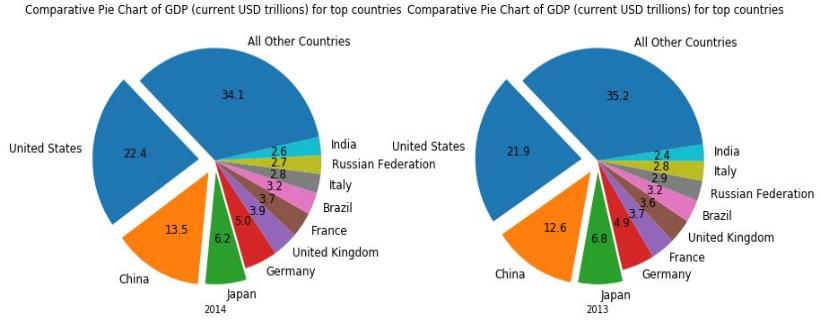 Comparative Pie Chart of GDP (current USD trillions) for top countries
All Other Countries
34.1
United States
22.4
India
2.6
Russian Federation
2.7
Italy
2.8
Brazil
3.2
France
3.7
United Kingdom
3.9
Germany
5.0
Japan
6.2
China
13.5
2014
Comparative Pie Chart of GDP (current USD trillions) for top countries
All Other Countries
35.2
United States
21.9
India
2.4
Italy
2.8
Russian Federation
2.9
Brazil
3.2
United Kingdom
3.6
France
3.7
Germany
4.9
Japan
6.8
China
12.6
2013